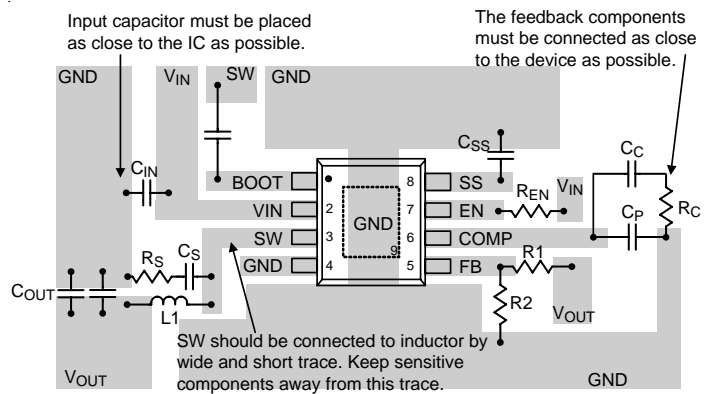 Input capacitor must be placed
as close to the IC as possible.
The feedback components
must be connected as close
to the device as possible.
GND
VIN
SW
GND
CSS
CC
CIN
BOOT
8
SS
REN
VIN
RC
VIN
2
7
EN
CP
GND
SW
3
6
COMP
RS
CS
9
R1
GND
4
5
FB
COUT
L1
R2
VOUT
SW should be connected to inductor by
wide and short trace. Keep sensitive
components away from this trace.
VOUT
GND